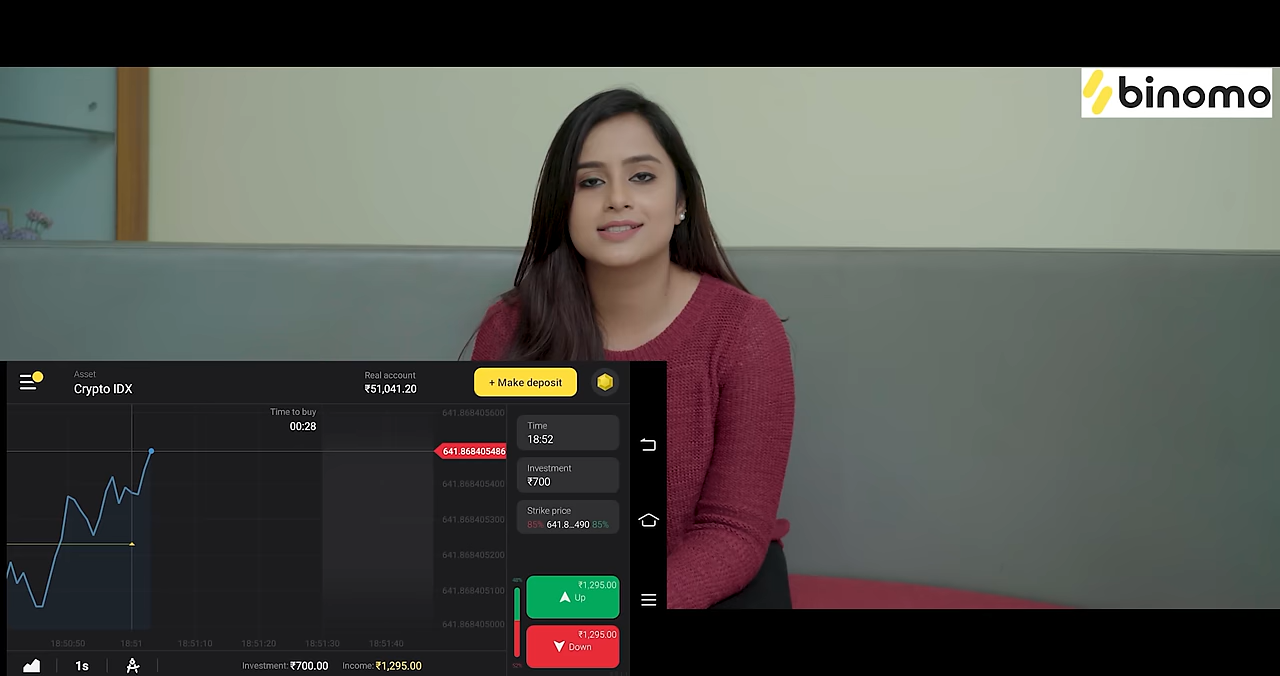 binomo
Asset
Crypto IDX
Real account
₹51,041.20
+ Make deposit
Time to buy
00:28
641.868405600
641.868405486
641.868405400
641.868405300
641.868405200
641.868405100
641.868405000
Time
18:52
Investment
₹700
Strike price
85% 641.8...490 85%
₹1,295.00
Up
₹1,295.00
Down
18:50:50 18:51 18:51:10 18:51:20 18:51:30 18:51:40
1s
Investment: ₹700.00 Income: ₹1,295.00